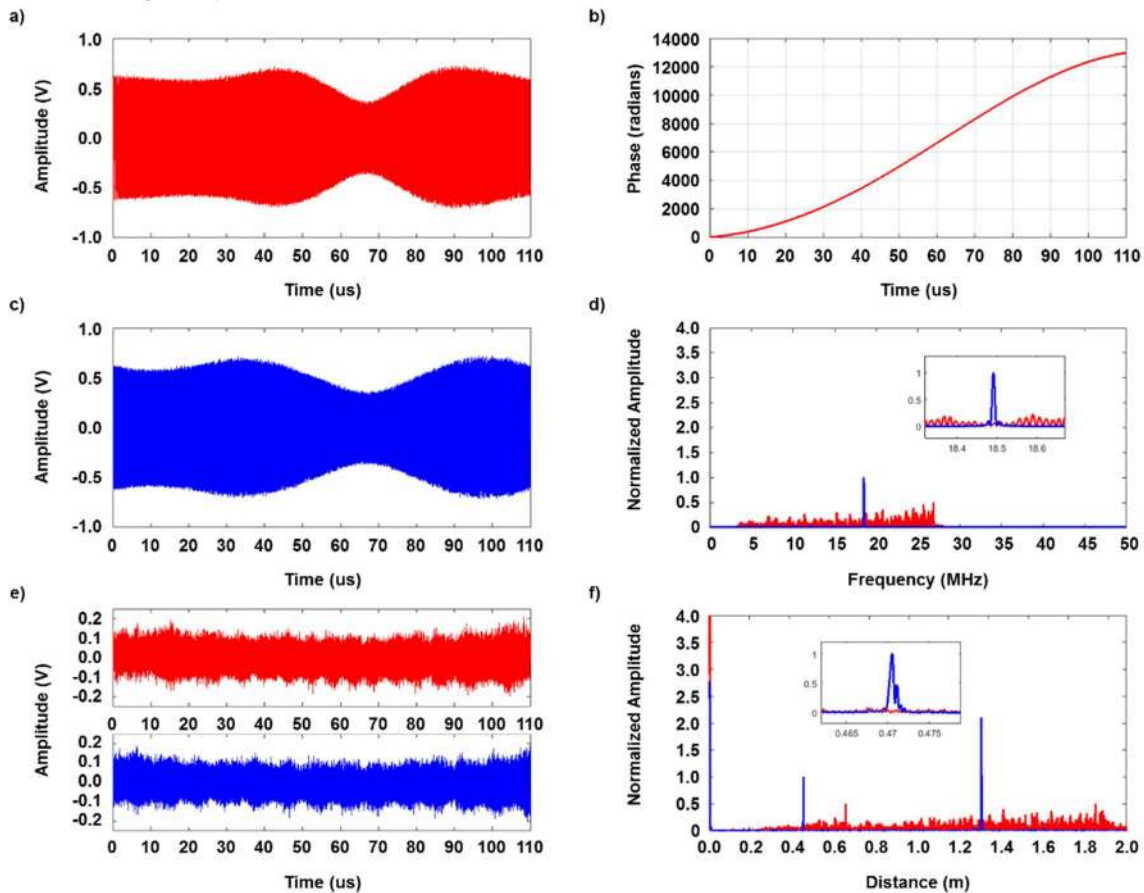 a)
1.0
0.5
0.0
-0.5
-1.0
Amplitude (V)
0 10 20 30 40 50 60 70 80 90 100 110
Time (us)
b)
14000
12000
10000
8000
6000
4000
2000
0
Phase (radians)
0 10 20 30 40 50 60 70 80 90 100 110
Time (us)
c)
1.0
0.5
0.0
-0.5
-1.0
Amplitude (V)
0 10 20 30 40 50 60 70 80 90 100 110
Time (us)
d)
4.0
3.5
3.0
2.5
2.0
1.5
1.0
0.5
0
Normalized Amplitude
1
0.5
0
18.4 18.5 18.6
0 5 10 15 20 25 30 35 40 45 50
Frequency (MHz)
e)
0.2
0.1
0.0
-0.1
-0.2
0 10 20 30 40 50 60 70 80 90 100 110
Amplitude (V)
0.2
0.1
0.0
-0.1
-0.2
0 10 20 30 40 50 60 70 80 90 100 110
Time (us)
f)
4.0
3.5
3.0
2.5
2.0
1.5
1.0
0.5
0
Normalized Amplitude
1
0.5
0
0.465 0.47 0.475
0.0 0.2 0.4 0.6 0.8 1.0 1.2 1.4 1.6 1.8 2.0
Distance (m)